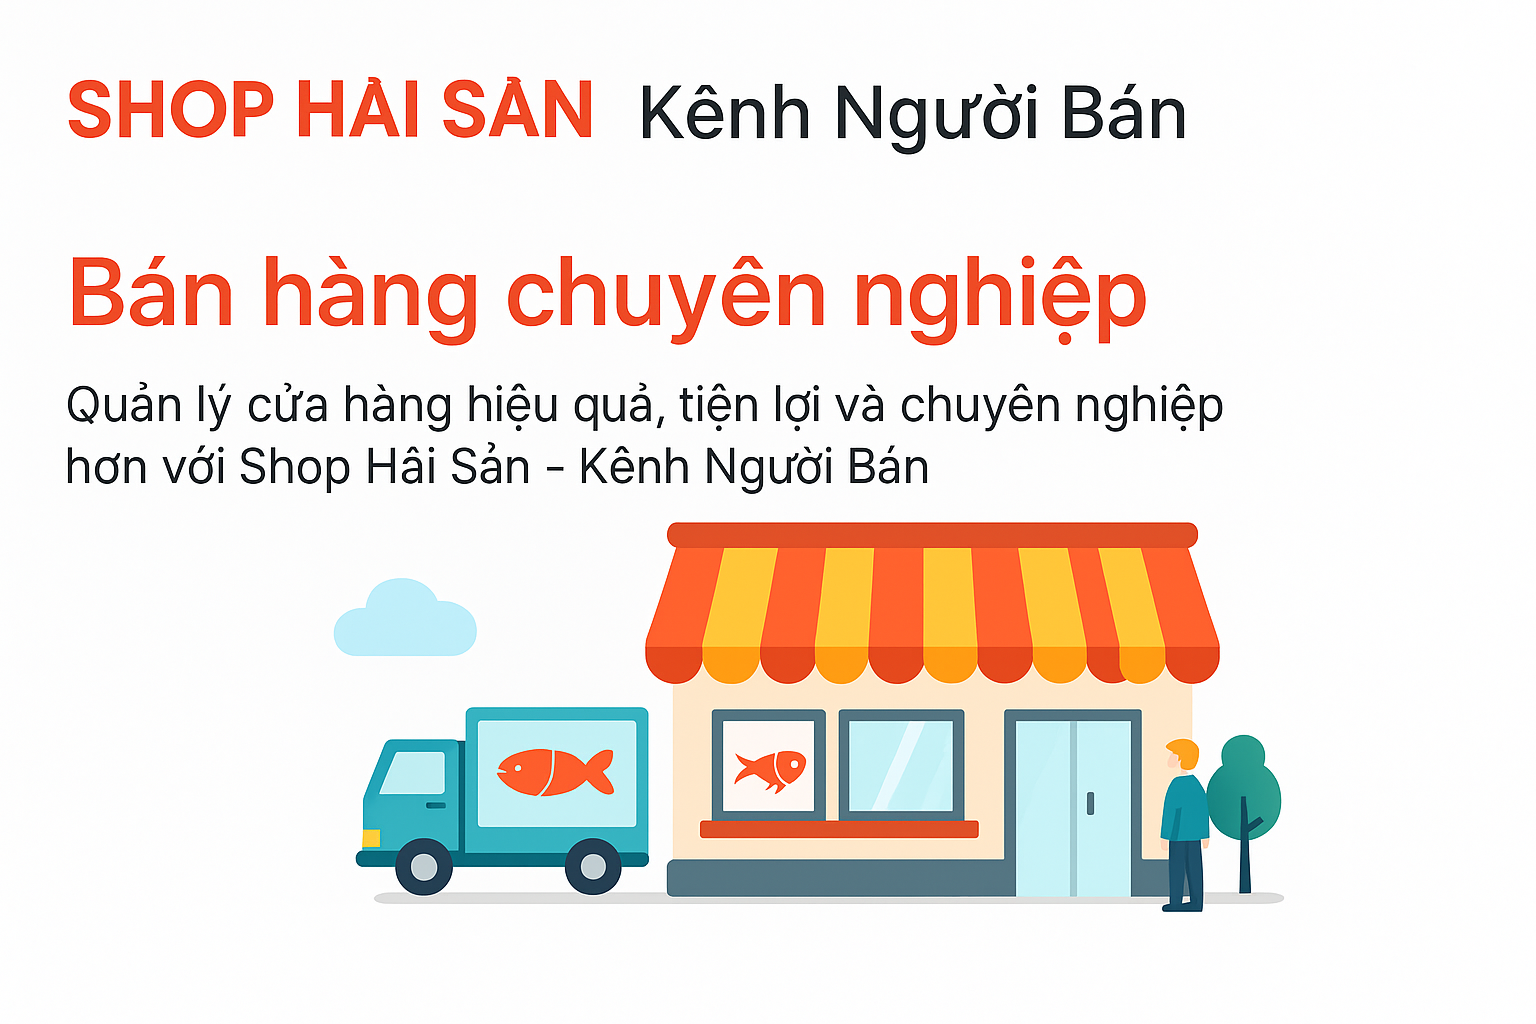 SHOP HẢI SẢN Kênh Người Bán
Bán hàng chuyên nghiệp
Quản lý cửa hàng hiệu quả, tiện lợi và chuyên nghiệp
hơn với Shop Hâi Sản - Kênh Người Bán